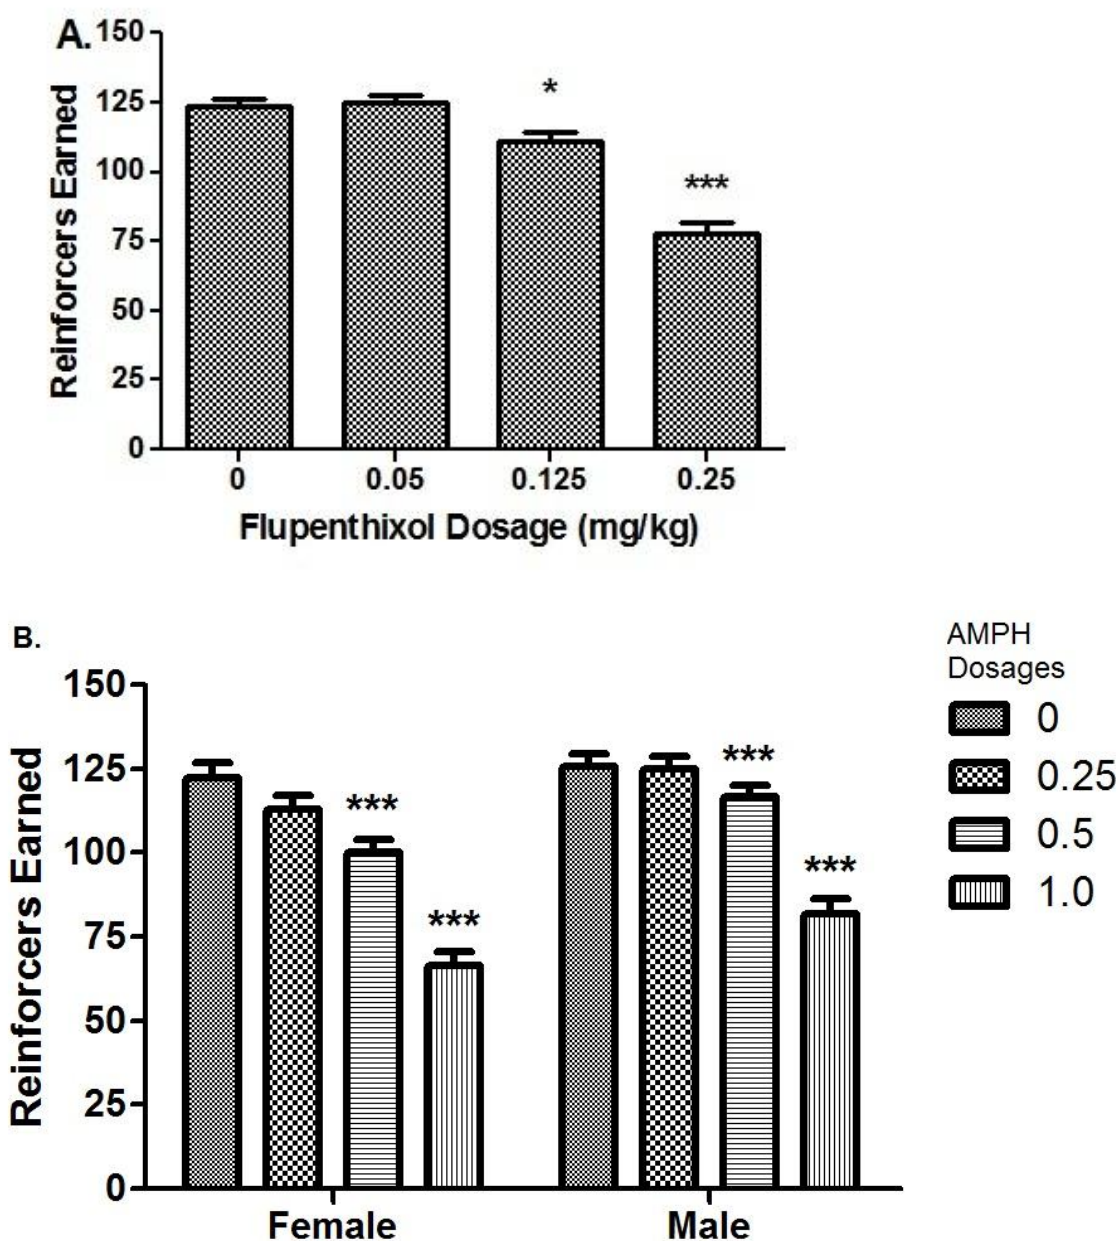 A.
150
125
100
75
50
25
0
Reinforcers Earned
*
***
0 0.05 0.125 0.25
Flupenthixol Dosage (mg/kg)
B.
150
125
100
75
50
25
0
Reinforcers Earned
*** ***
*** ***
Female Male
AMPH
Dosages
0
0.25
0.5
1.0